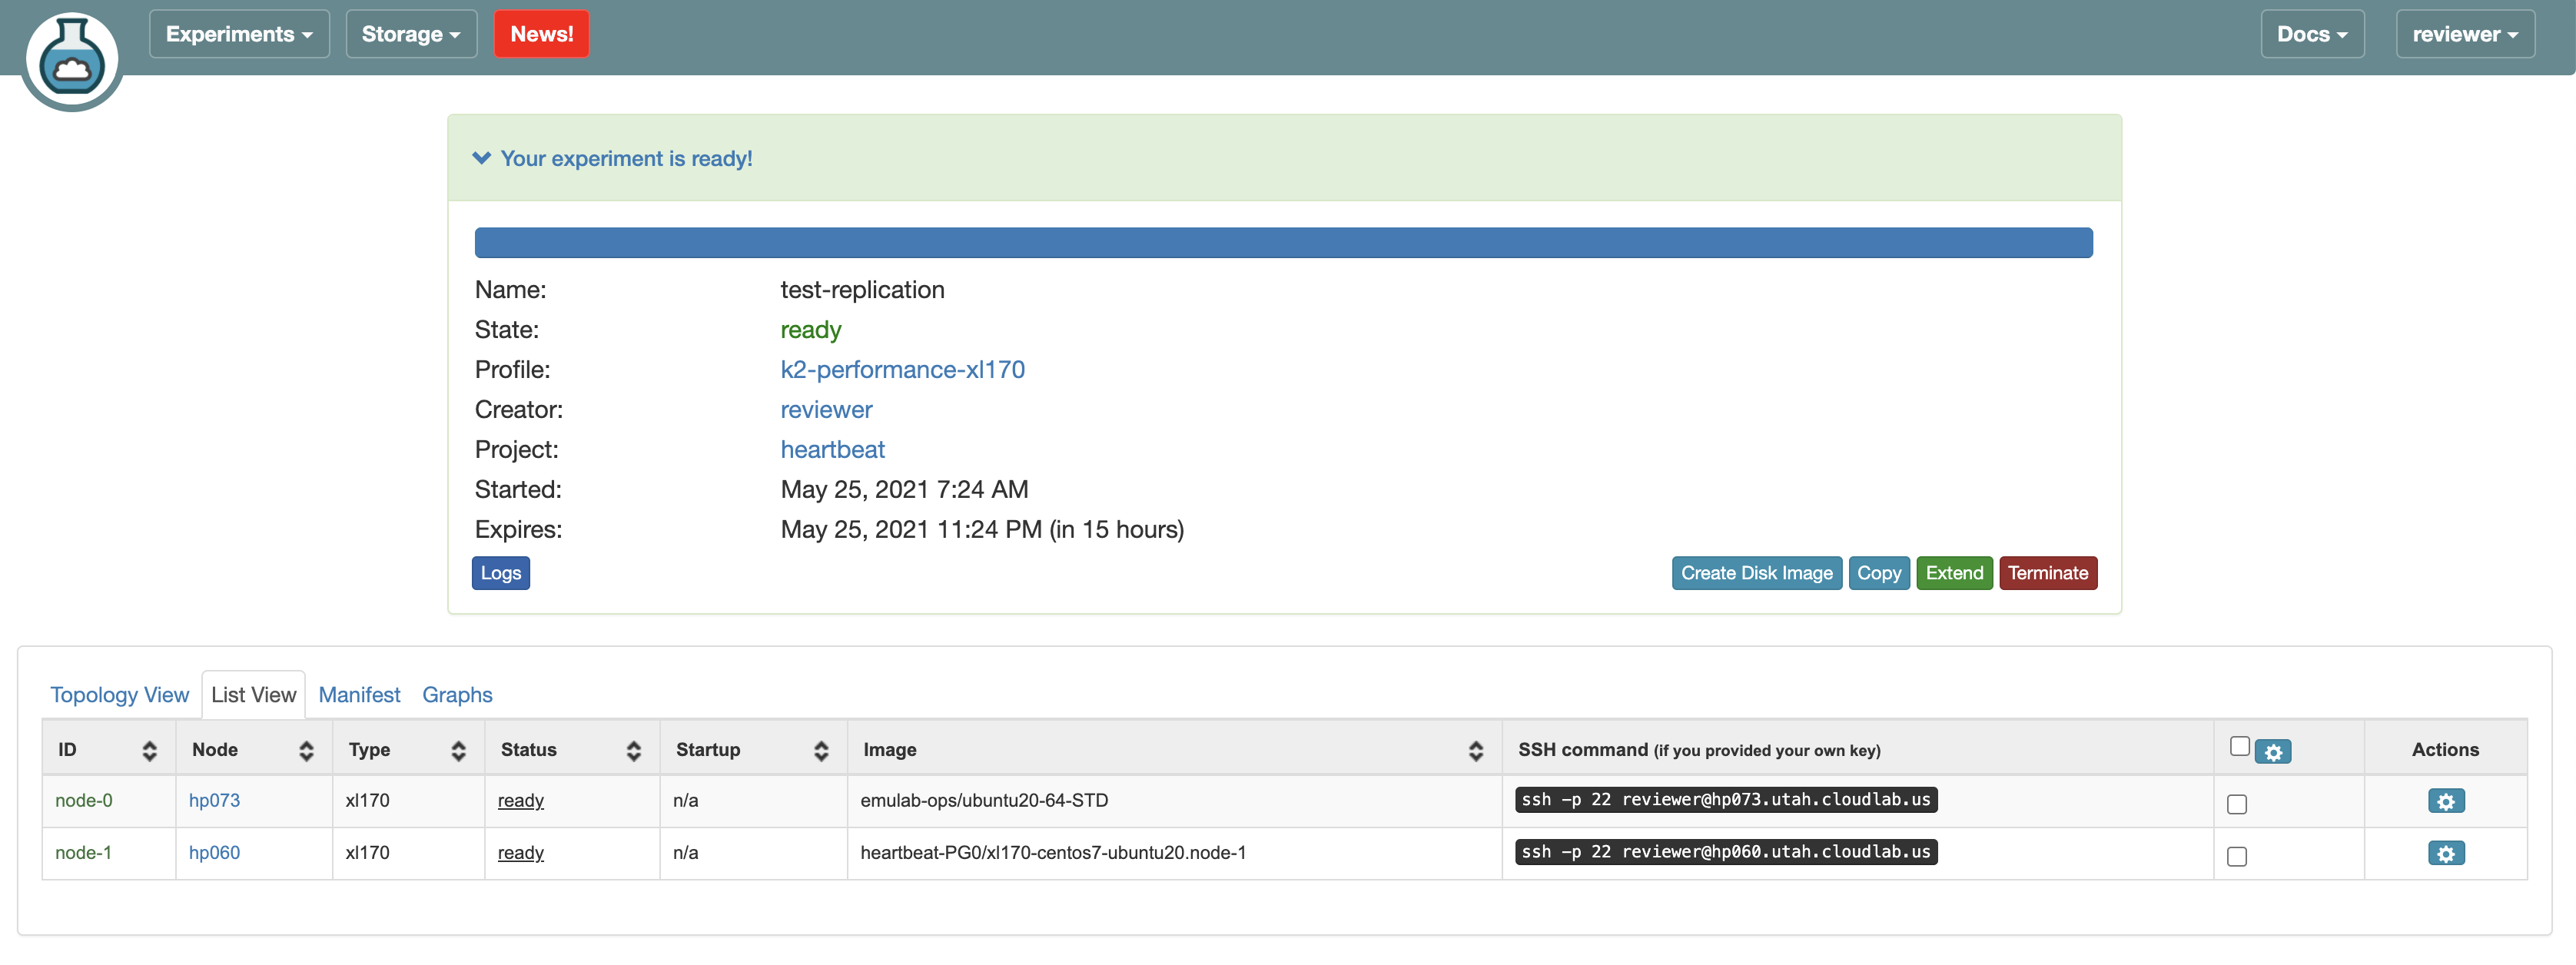 Experiments Storage News! Docs reviewer
Your experiment is ready!
Name: test-replication
State: ready
Profile: k2-performance-xl170
Creator: reviewer
Project: heartbeat
Started: May 25, 2021 7:24 AM
Expires: May 25, 2021 11:24 PM (in 15 hours)
Logs Create Disk Image Copy Extend Terminate
Topology View List View Manifest Graphs
ID Node Type Status Startup Image SSH command (if you provided your own key) Actions
node-0 hp073 xl170 ready n/a emulab-ops/ubuntu20-64-STD ssh -p 22 reviewer@hp073.utah.cloudlab.us
node-1 hp060 xl170 ready n/a heartbeat-PG0/xl170-centos7-ubuntu20.node-1 ssh -p 22 reviewer@hp060.utah.cloudlab.us